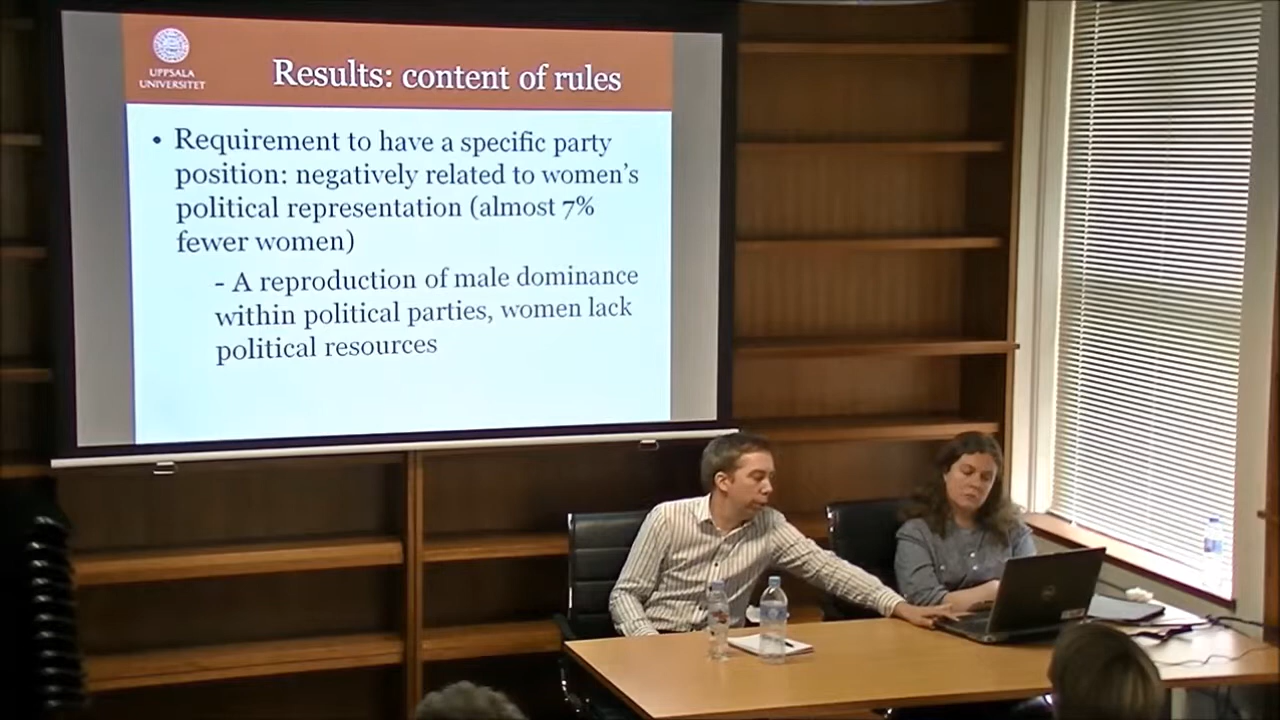 UPPSALA
UNIVERSITET
Results: content of rules
• Requirement to have a specific party
position: negatively related to women's
political representation (almost 7%
fewer women)
- A reproduction of male dominance
within political parties, women lack
political resources